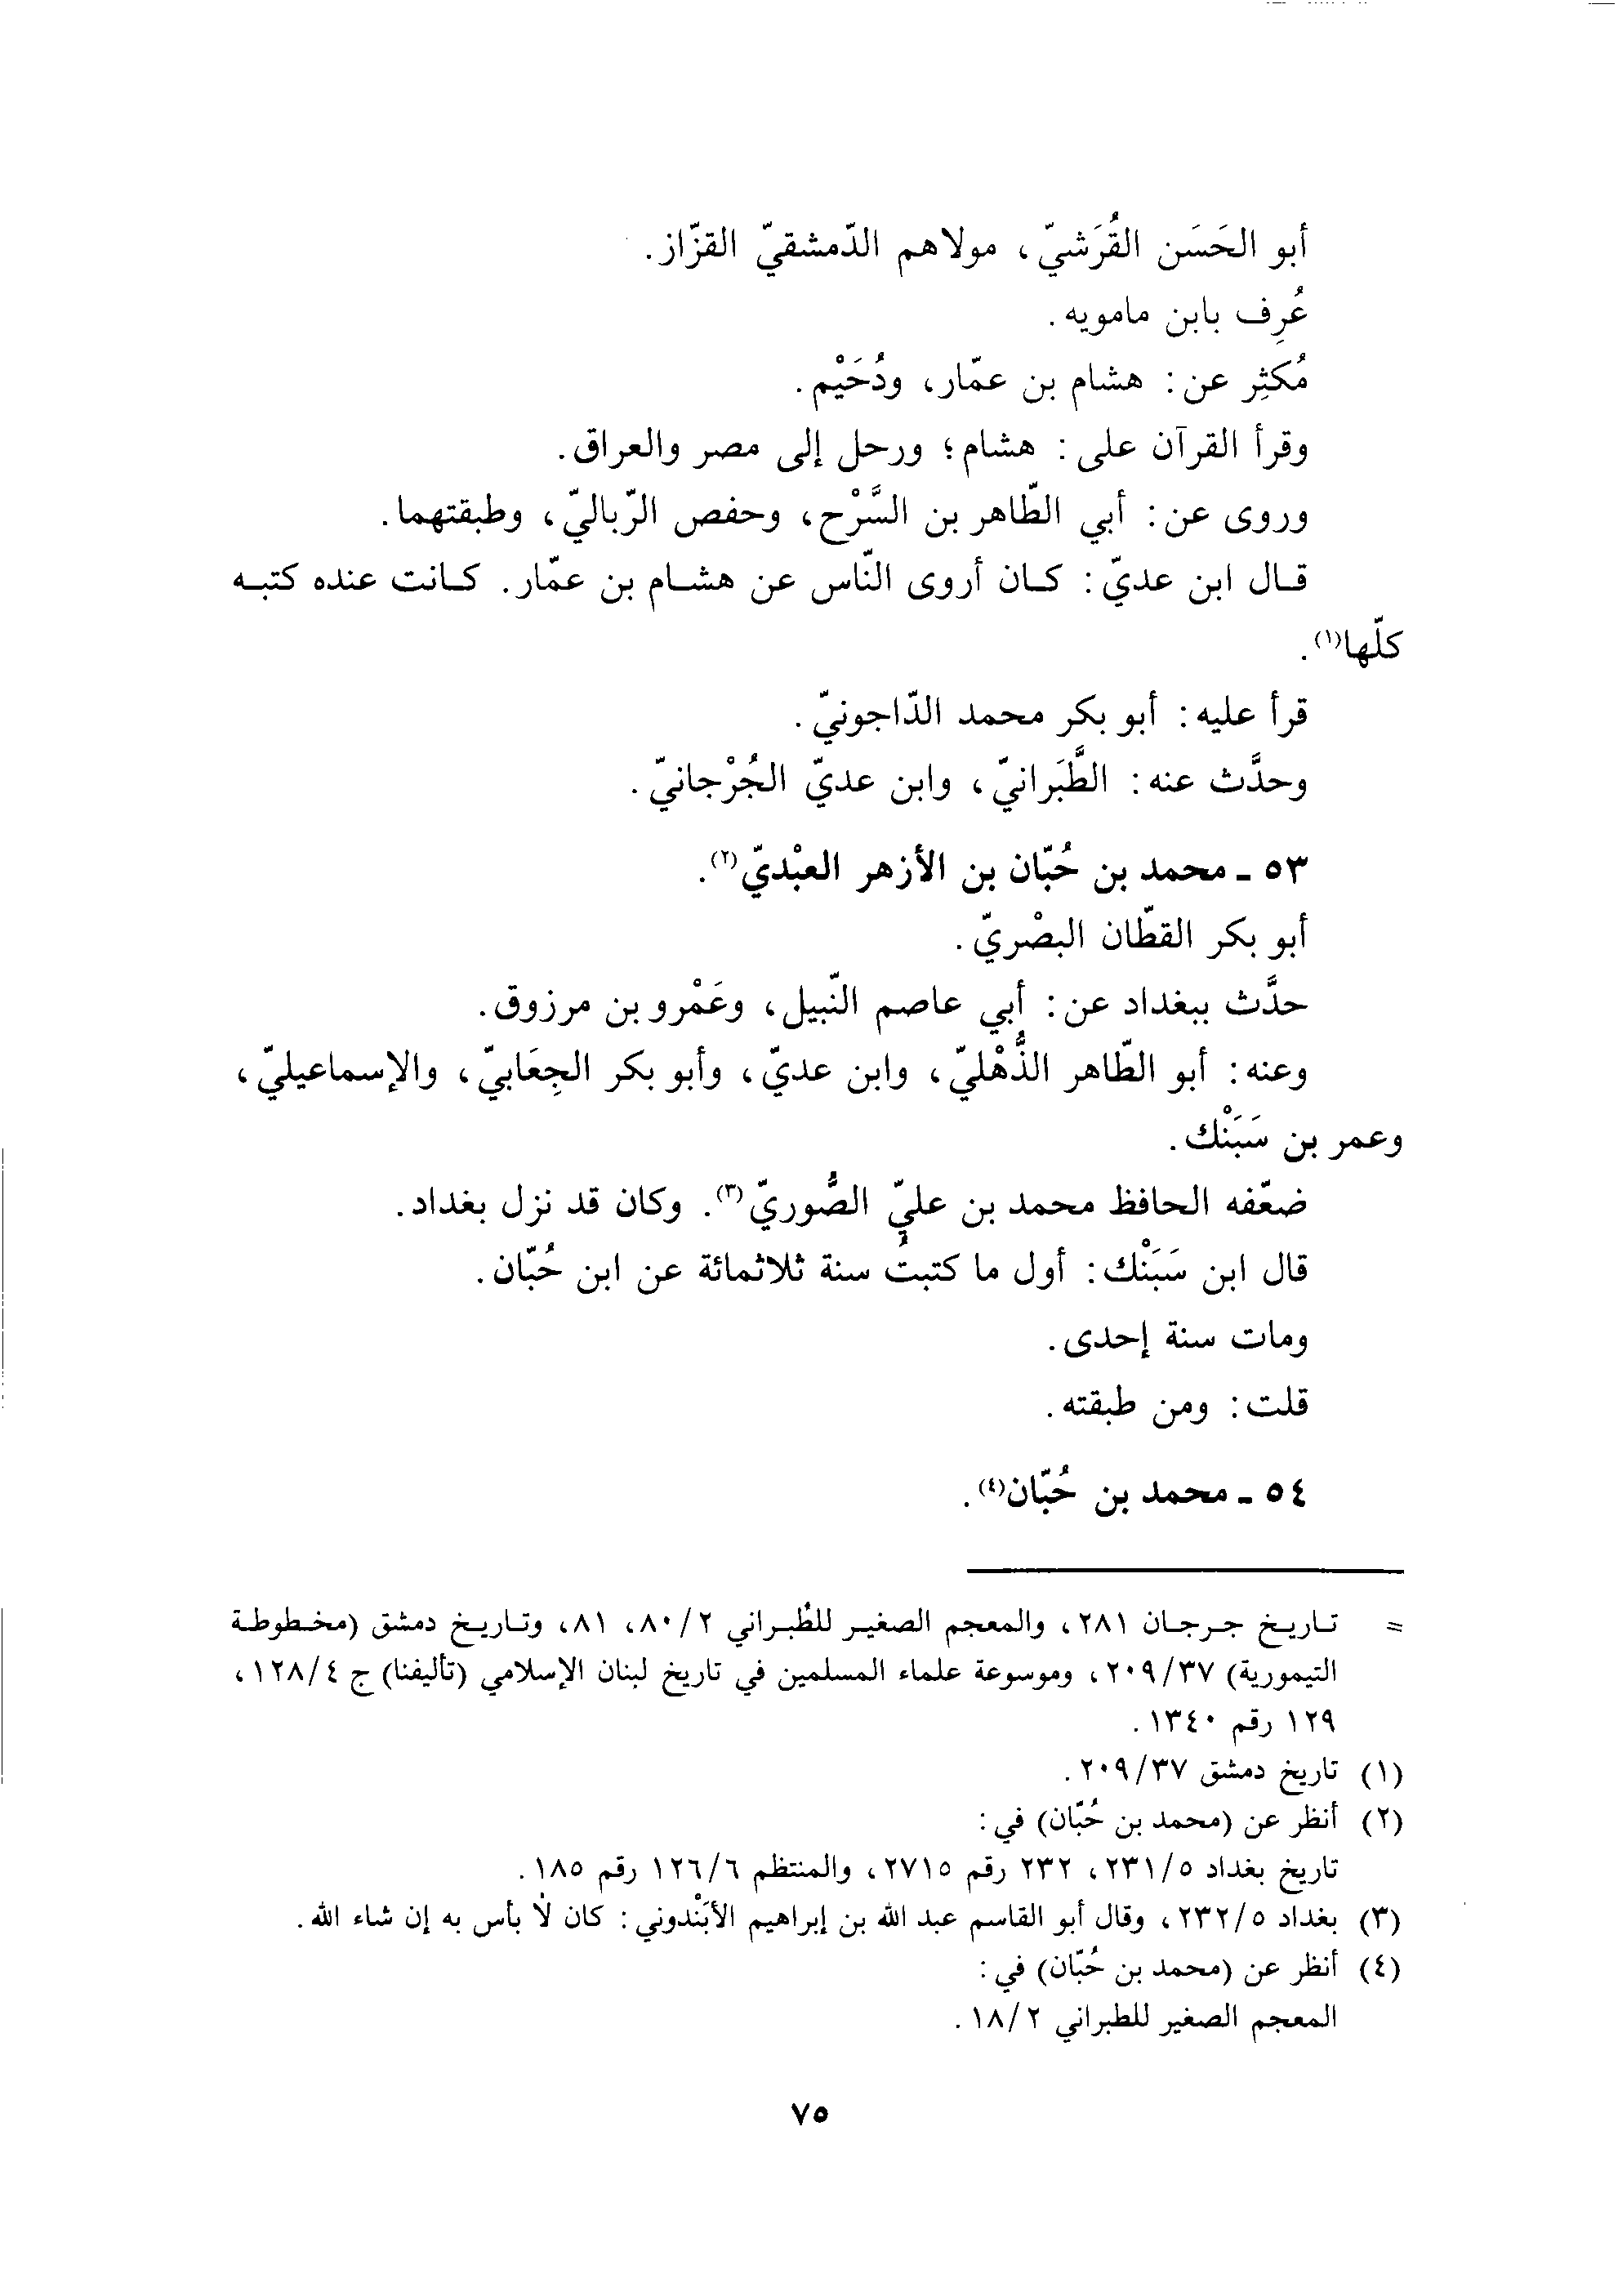 أبو الحَسَن القُرَشيّ، مولاهم الدّمشقيّ القزّاز.
عُرِف بابن مامويه.
مُكثِر عن: هشام بن عمّار، ودُحَيْم.
وقرأ القرآن على: هشام؛ ورحل إلى مصر والعراق.
وروى عن: أبي الطّاهر بن السَّرْح، وحفص الرّباليّ، وطبقتهما.
قال ابن عديّ: كان أروى النّاس عن هشام بن عمّار. كانت عنده كتبه
كلّها(١).
قرأ عليه: أبو بكر محمد الدّاجونيّ.
وحدَّث عنه: الطَّبَرانيّ، وابن عديّ الجُرْجانيّ.
٥٣ ـ محمد بن حُبّان بن الأزهر العبْديّ(٢).
أبو بكر القطّان البصْريّ.
حدَّث ببغداد عن: أبي عاصم النّبيل، وعَمْرو بن مرزوق.
وعنه: أبو الطّاهر الذُّهْليّ، وابن عديّ، وأبو بكر الجِعَابيّ، والإسماعيليّ،
وعمر بن سَبَنْك.
ضعّفه الحافظ محمد بن عليّ الصُّوريّ(٣). وكان قد نزل بغداد.
قال ابن سَبَنْك: أول ما كتبتُ سنة ثلاثمائة عن ابن حُبّان.
ومات سنة إحدى.
قلت: ومن طبقته.
٥٤ ـ محمد بن حُبّان(٤).
= تاريخ جرجان ٢٨١، والمعجم الصغير للطبراني ٨٠/٢، ٨١، وتاريخ دمشق (مخطوطة
التيمورية) ٢٠٩/٣٧، وموسوعة علماء المسلمين في تاريخ لبنان الإسلامي (تأليفنا) ج ١٢٨/٤،
١٢٩ رقم ١٣٤٠.
(١) تاريخ دمشق ٢٠٩/٣٧.
(٢) أنظر عن (محمد بن حُبّان) في:
تاريخ بغداد ٢٣١/٥، ٢٣٢ رقم ٢٧١٥، والمنتظم ١٢٦/٦ رقم ١٨٥.
(٣) بغداد ٢٣٢/٥، وقال أبو القاسم عبد الله بن إبراهيم الأبَنْدوني: كان لا بأس به إن شاء الله.
(٤) أنظر عن (محمد بن حُبّان) في:
المعجم الصغير للطبراني ١٨/٢.
٧٥